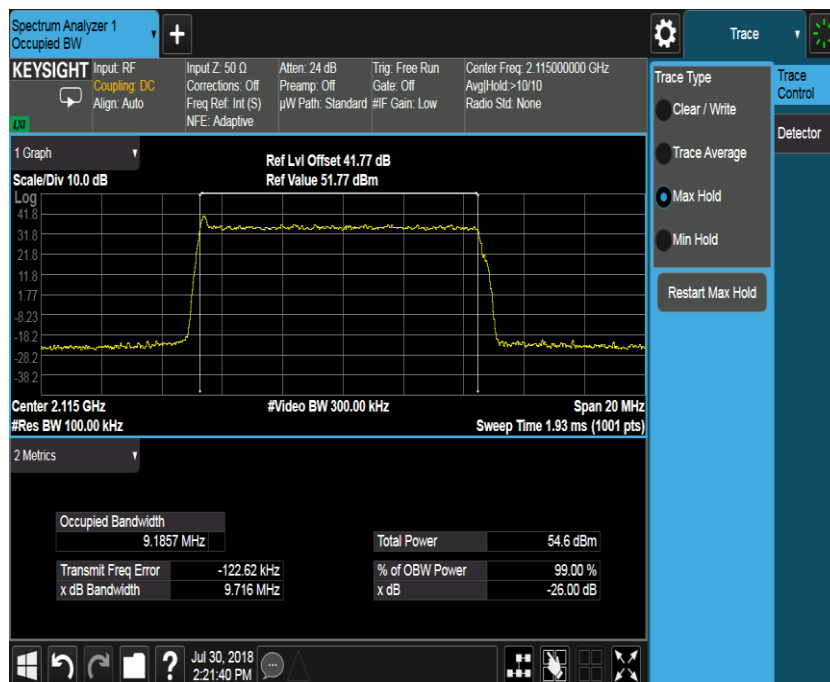 Spectrum Analyzer 1
Occupied BW
+
Trace
KEYSIGHT
Input: RF
Coupling: DC
Align: Auto
Input Z: 50 Ω
Corrections: Off
Freq Ref: Int (S)
NFE: Adaptive
Atten: 24 dB
Preamp: Off
µW Path: Standard
Trig: Free Run
Gate: Off
#IF Gain: Low
Center Freq: 2.115000000 GHz
Avg|Hold:>10/10
Radio Std: None
LXI
Trace Type
Clear / Write
Trace Average
Max Hold
Min Hold
Restart Max Hold
Trace
Control
Detector
1 Graph
Scale/Div 10.0 dB
Ref Lvl Offset 41.77 dB
Ref Value 51.77 dBm
Log
41.8
31.8
21.8
11.8
1.77
-8.23
-18.2
-28.2
-38.2
Center 2.115 GHz
#Video BW 300.00 kHz
Span 20 MHz
#Res BW 100.00 kHz
Sweep Time 1.93 ms (1001 pts)
2 Metrics
Occupied Bandwidth
9.1857 MHz
Total Power 54.6 dBm
Transmit Freq Error -122.62 kHz
% of OBW Power 99.00 %
x dB Bandwidth 9.716 MHz
x dB -26.00 dB
?
Jul 30, 2018
2:21:40 PM